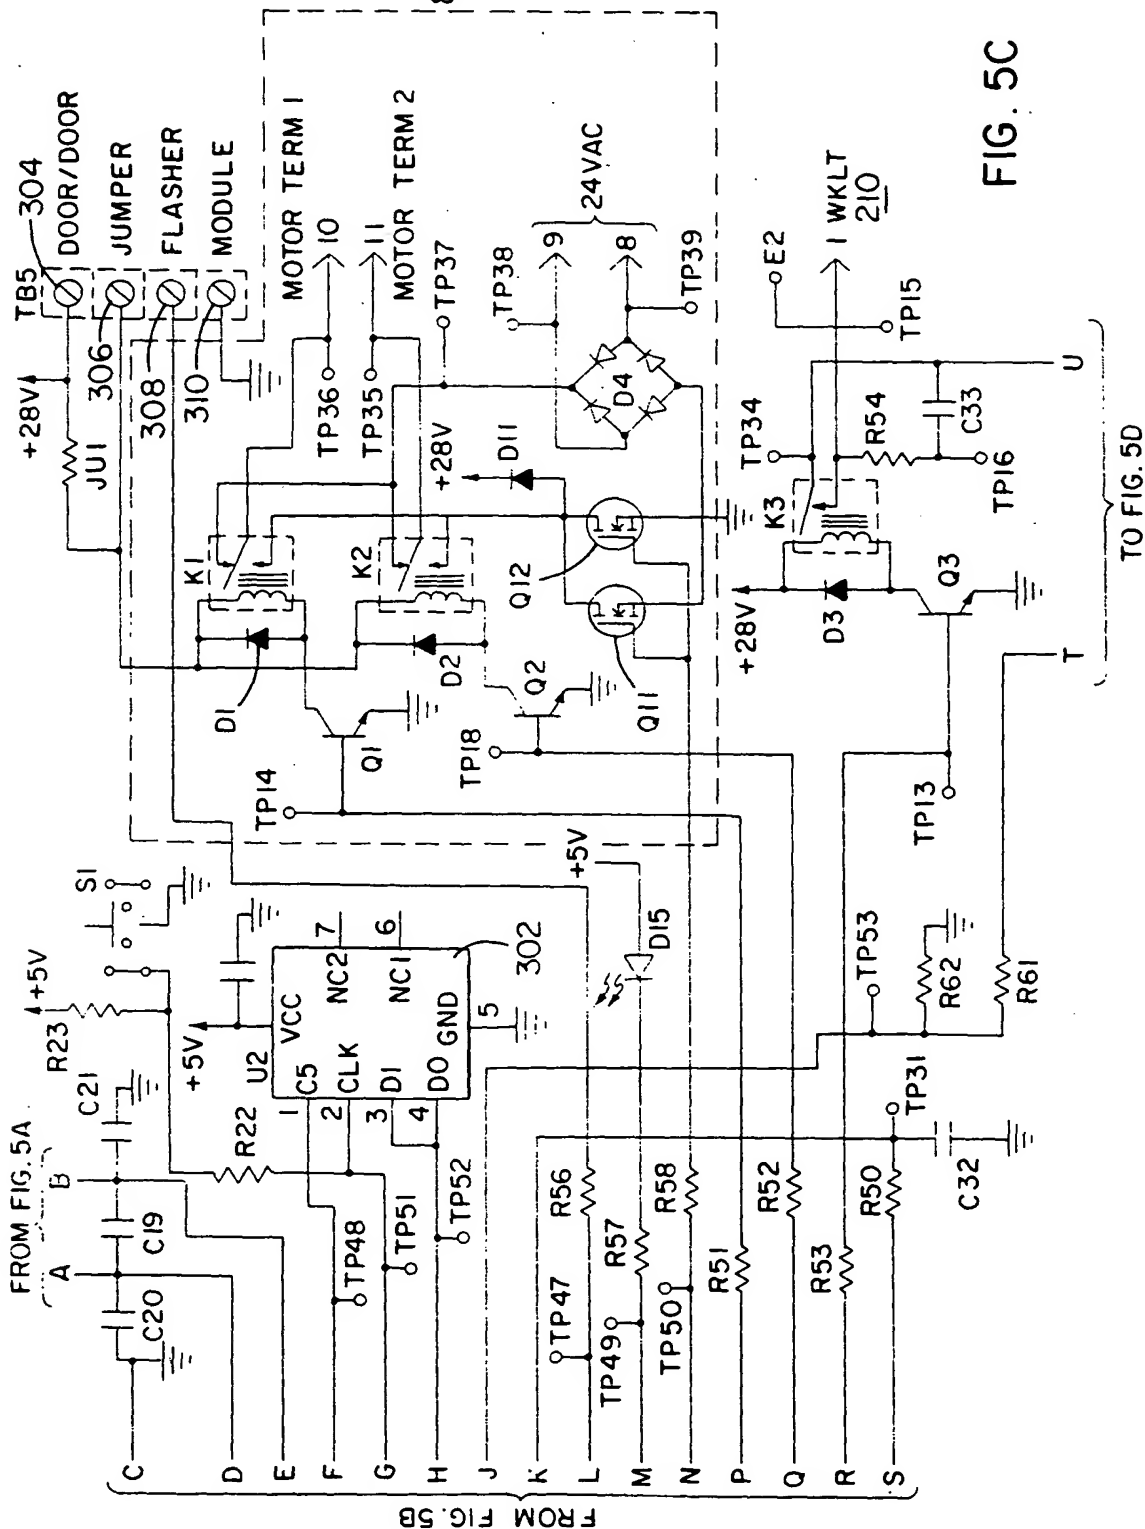 FROM FIG. 5A
A
B
C20
C19
C21
R23
+5V
S1
R22
+5V
U2
VCC
NC2
7
NC1
6
C5
1
CLK
2
D1
3
DO
4
GND
5
302
TP48
TP51
TP52
C
D
E
F
G
H
J
K
L
M
N
P
Q
R
S
FROM FIG. 5B
TP47
R56
TP49
R57
D15
+5V
TP50
R58
R51
R52
R53
R50
TP31
C32
TP53
R62
R61
TP13
TB5
304
DOOR/DOOR
306
JUMPER
308
FLASHER
310
MODULE
+28V
JU1
K1
D1
Q1
TP14
K2
D2
Q2
TP18
MOTOR TERM 1
10
TP36
11
TP35
MOTOR TERM 2
TP37
+28V
D11
Q12
Q11
TP38
9
24VAC
8
TP39
D4
8
+28V
D3
K3
Q3
TP34
R54
C33
TP16
E2
TP15
1 WKLT
210
T
U
TO FIG. 5D
FIG. 5C